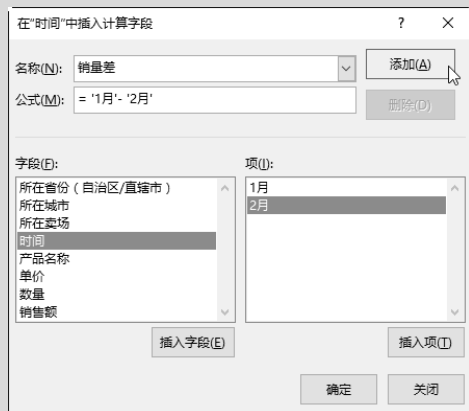 在"时间"中插入计算字段 ? ×
名称(N): 销量差 添加(A)
公式(M): = '1月'- '2月' 删除(D)
字段(F): 项(I):
所在省份（自治区/直辖市） 1月
所在城市 2月
所在卖场
时间
产品名称
单价
数量
销售额
插入字段(E) 插入项(T)
确定 关闭